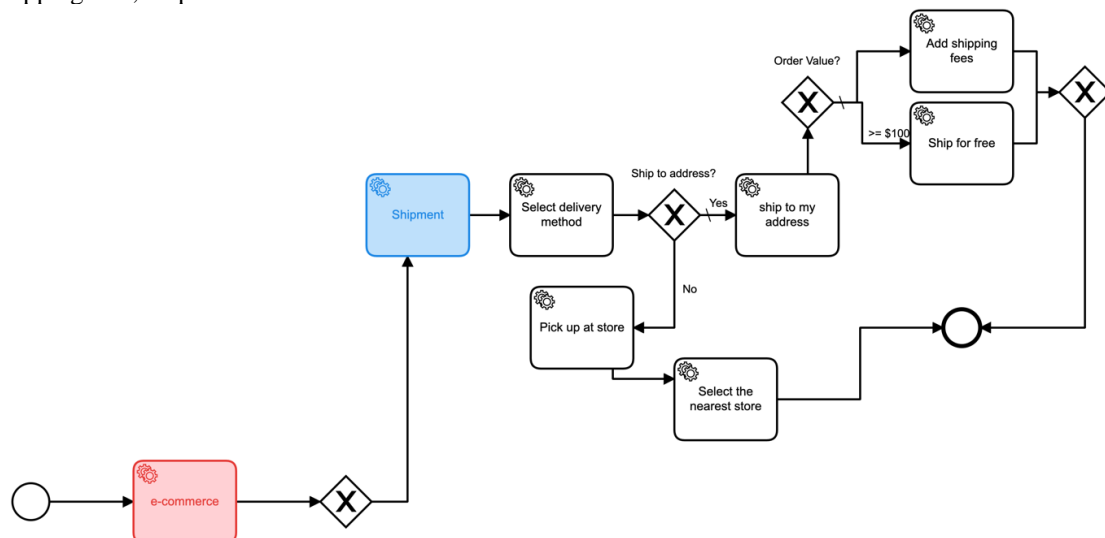 Order Value?
Add shipping
fees
>= $100
Ship for free
Ship to address?
Shipment
Select delivery
method
Yes
ship to my
address
No
Pick up at store
Select the
nearest store
e-commerce